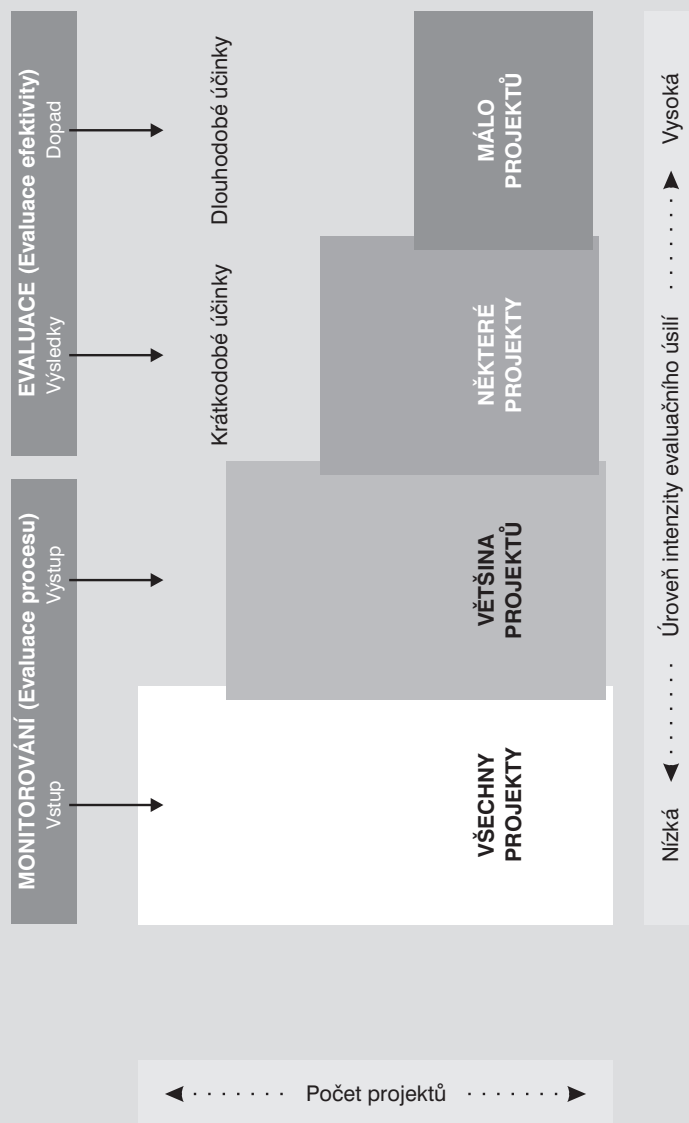 MONITOROVÁNÍ (Evaluace procesu)
Vstup
Výstup
EVALUACE (Evaluace efektivity)
Výsledky
Dopad
Krátkodobé účinky
Dlouhodobé účinky
VŠECHNY
PROJEKTY
VĚTŠINA
PROJEKTŮ
NĚKTERÉ
PROJEKTY
MÁLO
PROJEKTŮ
Nízká
Úroveň intenzity evaluačního úsilí
Vysoká
Počet projektů